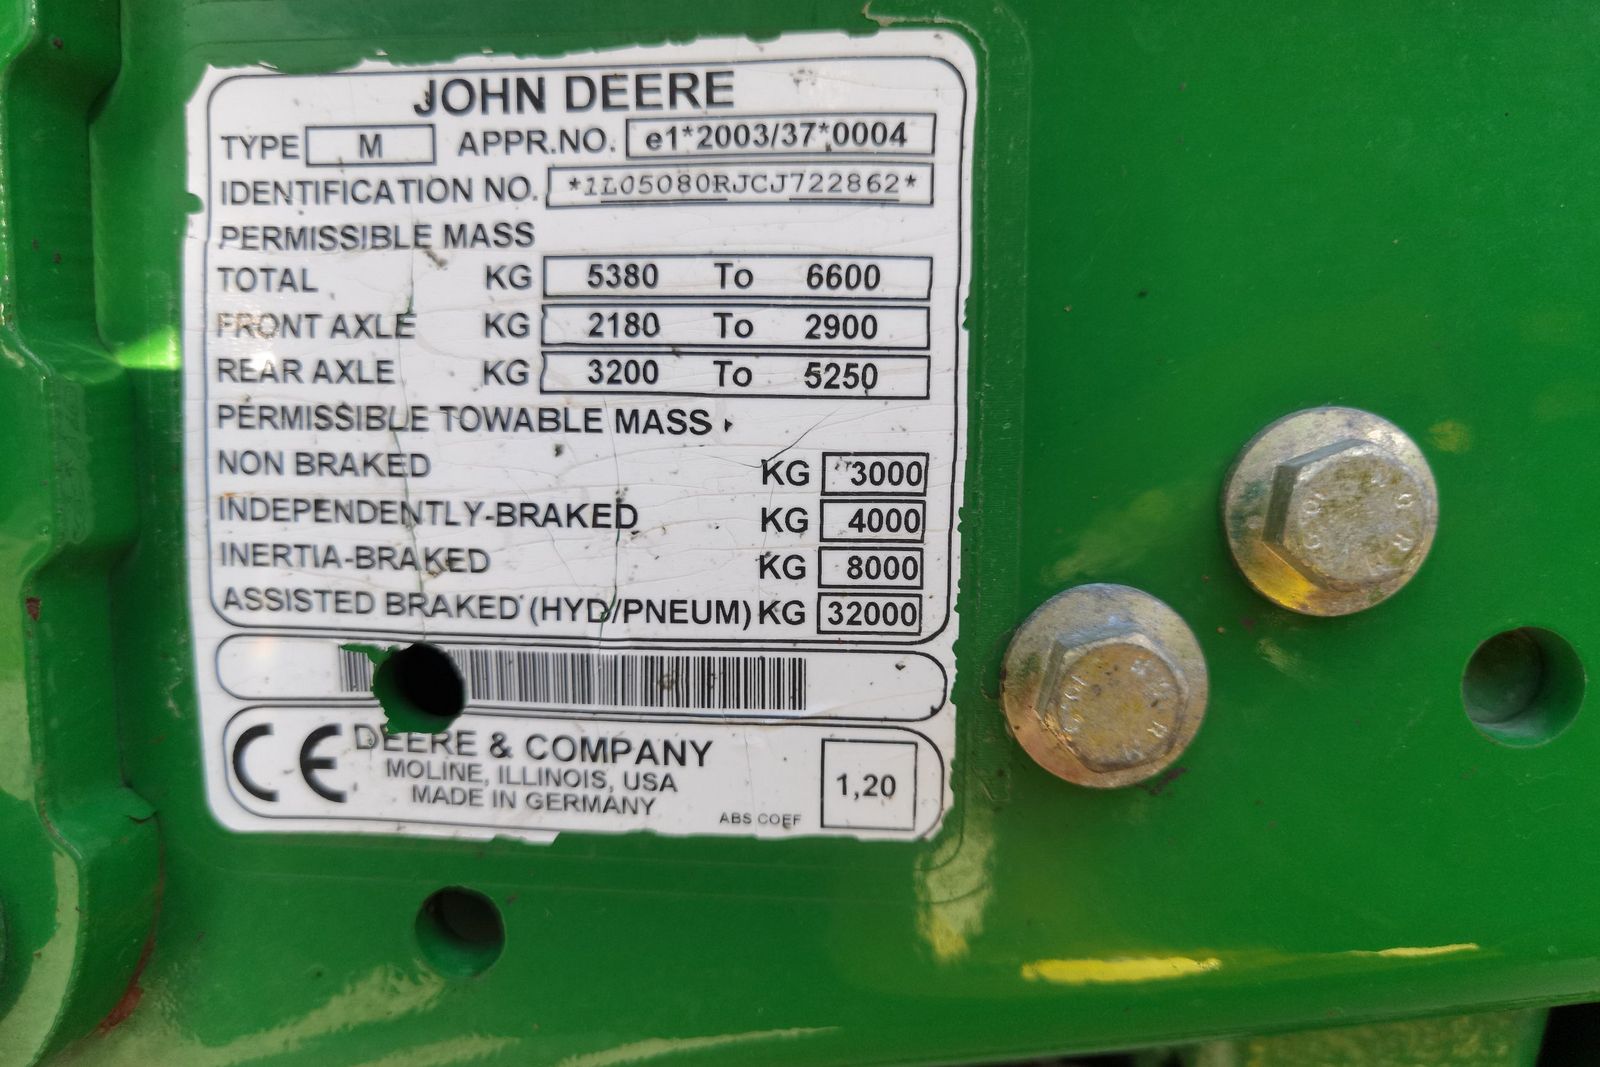 JOHN DEERE
TYPE M APPR.NO. e1*2003/37*0004
IDENTIFICATION NO. *1L05080RJCJ722862*
PERMISSIBLE MASS
TOTAL KG 5380 To 6600
FRONT AXLE KG 2180 To 2900
REAR AXLE KG 3200 To 5250
PERMISSIBLE TOWABLE MASS
NON BRAKED KG 3000
INDEPENDENTLY-BRAKED KG 4000
INERTIA-BRAKED KG 8000
ASSISTED BRAKED (HYD/PNEUM) KG 32000
CE DEERE & COMPANY
MOLINE, ILLINOIS, USA
MADE IN GERMANY
ABS COEF 1,20